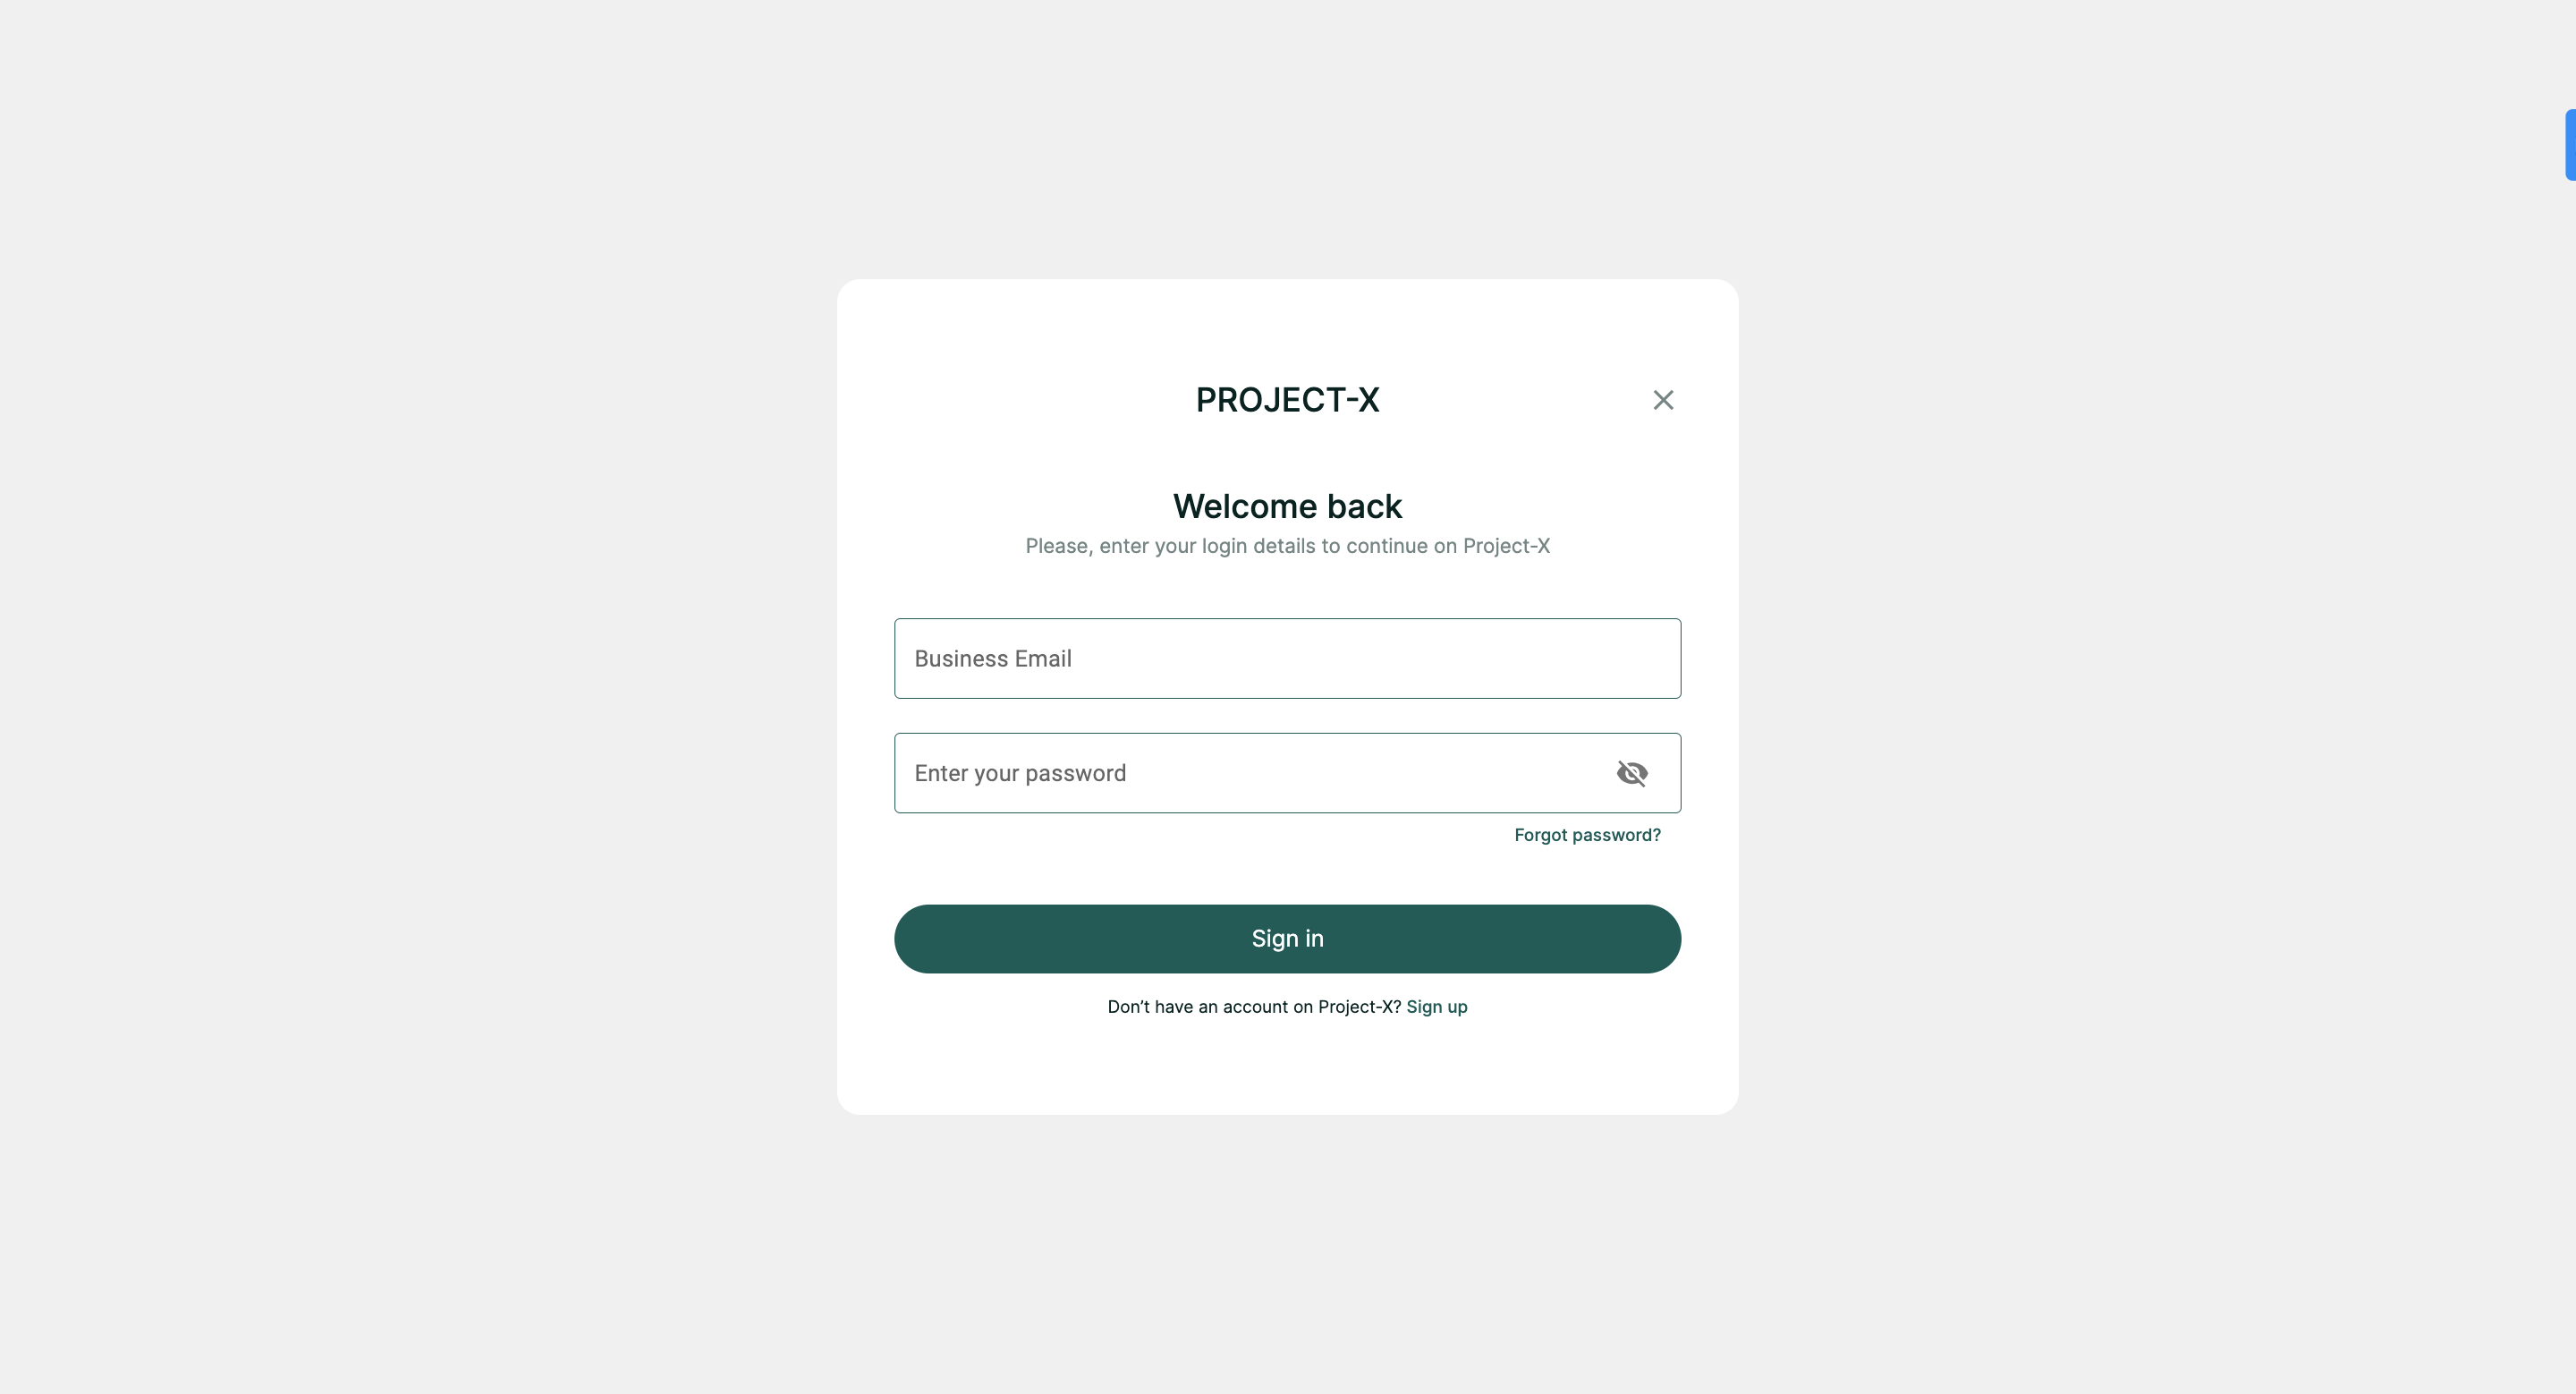 PROJECT-X
Welcome back
Please, enter your login details to continue on Project-X
Business Email
Enter your password
Forgot password?
Sign in
Don’t have an account on Project-X? Sign up